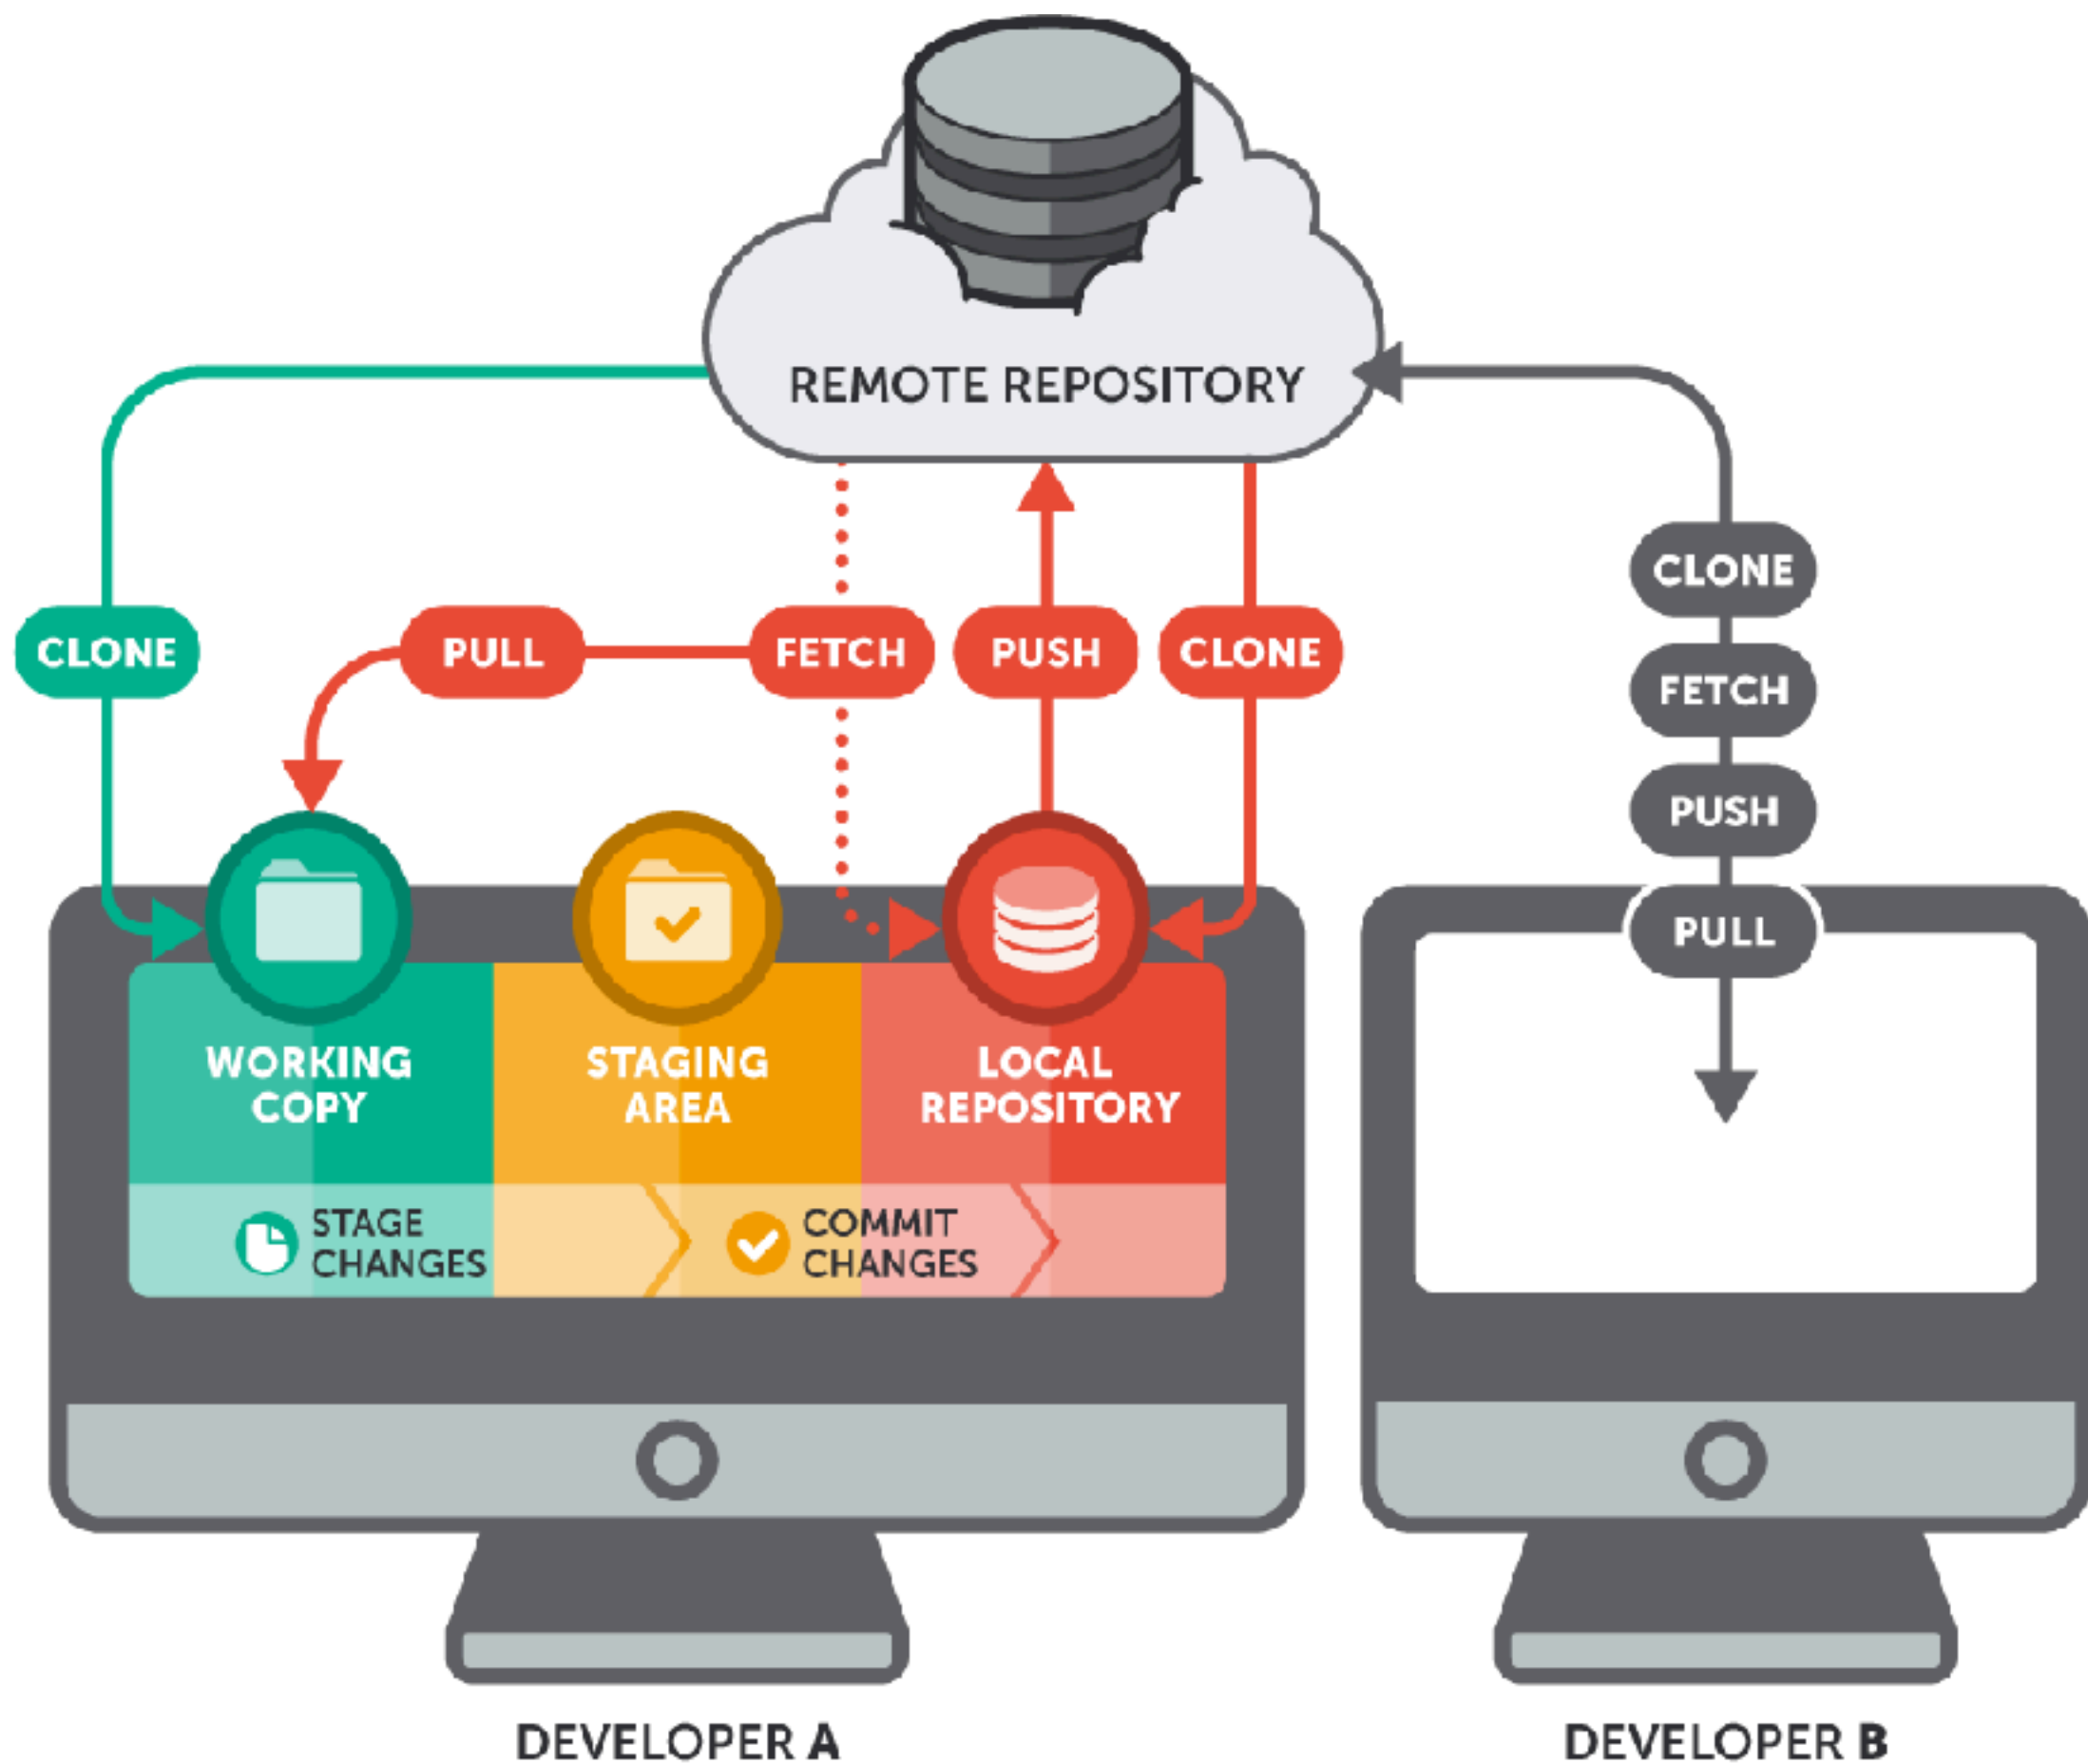 REMOTE REPOSITORY
CLONE
PULL
FETCH
PUSH
CLONE
CLONE
FETCH
PUSH
PULL
WORKING
COPY
STAGING
AREA
LOCAL
REPOSITORY
STAGE
CHANGES
COMMIT
CHANGES
DEVELOPER A
DEVELOPER B